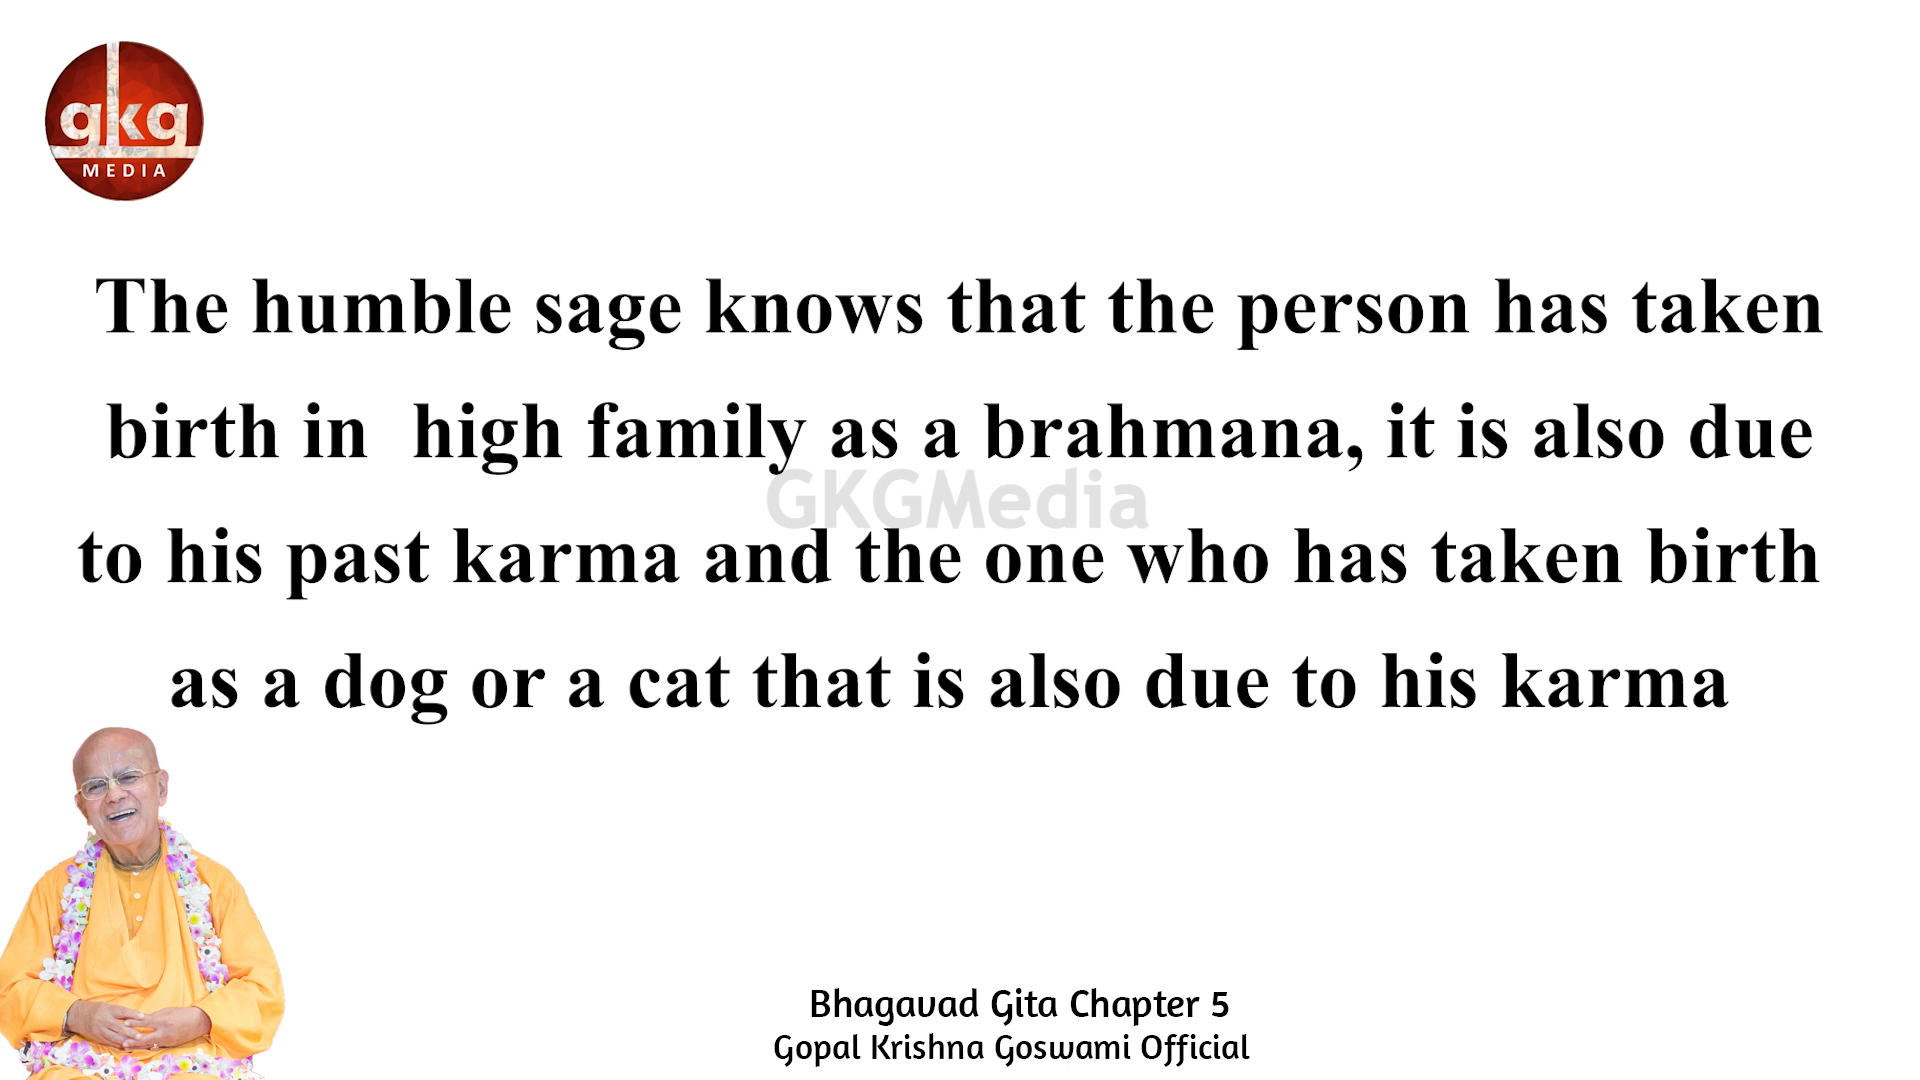 gkg
MEDIA
The humble sage knows that the person has taken
birth in  high family as a brahmana, it is also due
GKGMedia
to his past karma and the one who has taken birth
as a dog or a cat that is also due to his karma
Bhagavad Gita Chapter 5
Gopal Krishna Goswami Official